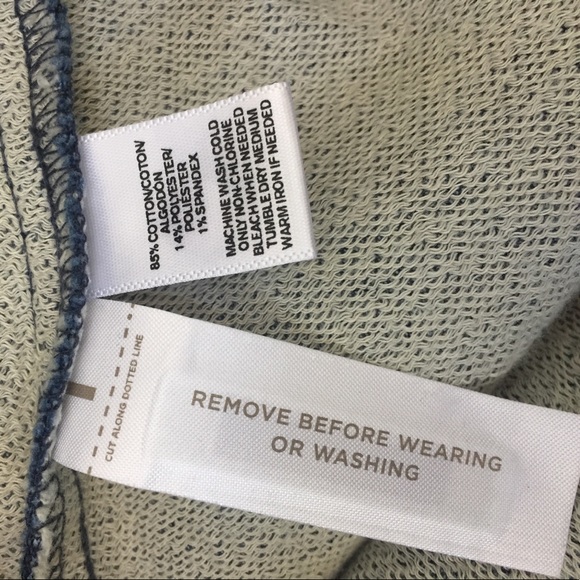 85% COTTON/COTON/
ALGODÓN
14% POLYESTER/
POLIESTER
1% SPANDEX
MACHINE WASH COLD
ONLY NON-CHLORINE
BLEACH WHEN NEEDED
TUMBLE DRY MEDIUM
WARM IRON IF NEEDED
CUT ALONG DOTTED LINE
REMOVE BEFORE WEARING
OR WASHING